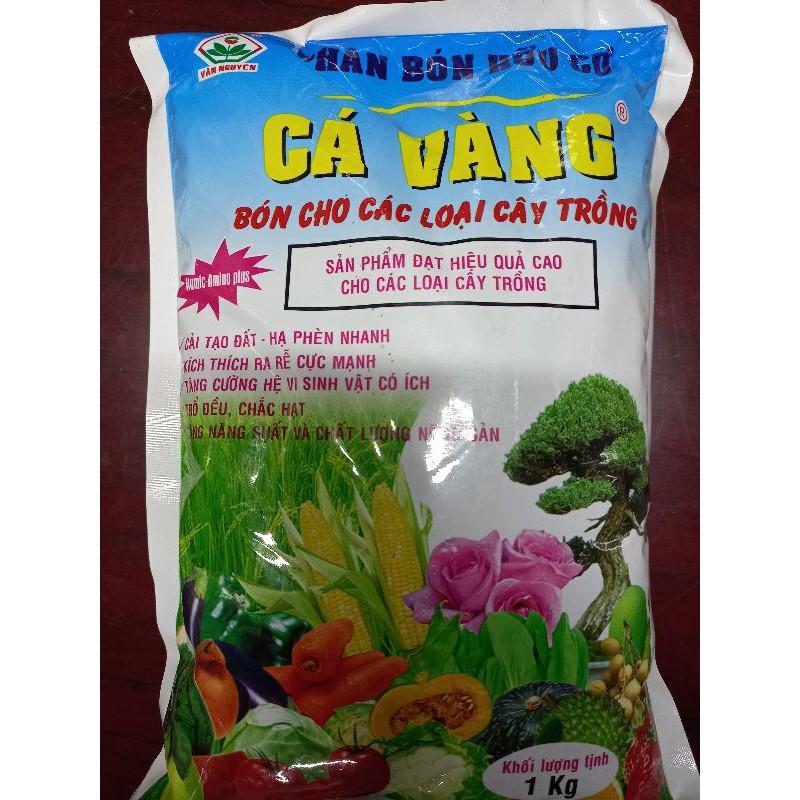 VĂN NGUYÊN
PHÂN BÓN HỮU CƠ
CÁ VÀNG®
BÓN CHO CÁC LOẠI CÂY TRỒNG
Humic-Amino plus
SẢN PHẨM ĐẠT HIỆU QUẢ CAO
CHO CÁC LOẠI CÂY TRỒNG
CẢI TẠO ĐẤT - HẠ PHÈN NHANH
KÍCH THÍCH RA RỄ CỰC MẠNH
TĂNG CƯỜNG HỆ VI SINH VẬT CÓ ÍCH
TRỔ ĐỀU, CHẮC HẠT
TĂNG NĂNG SUẤT VÀ CHẤT LƯỢNG NÔNG SẢN
Khối lượng tịnh
1 Kg